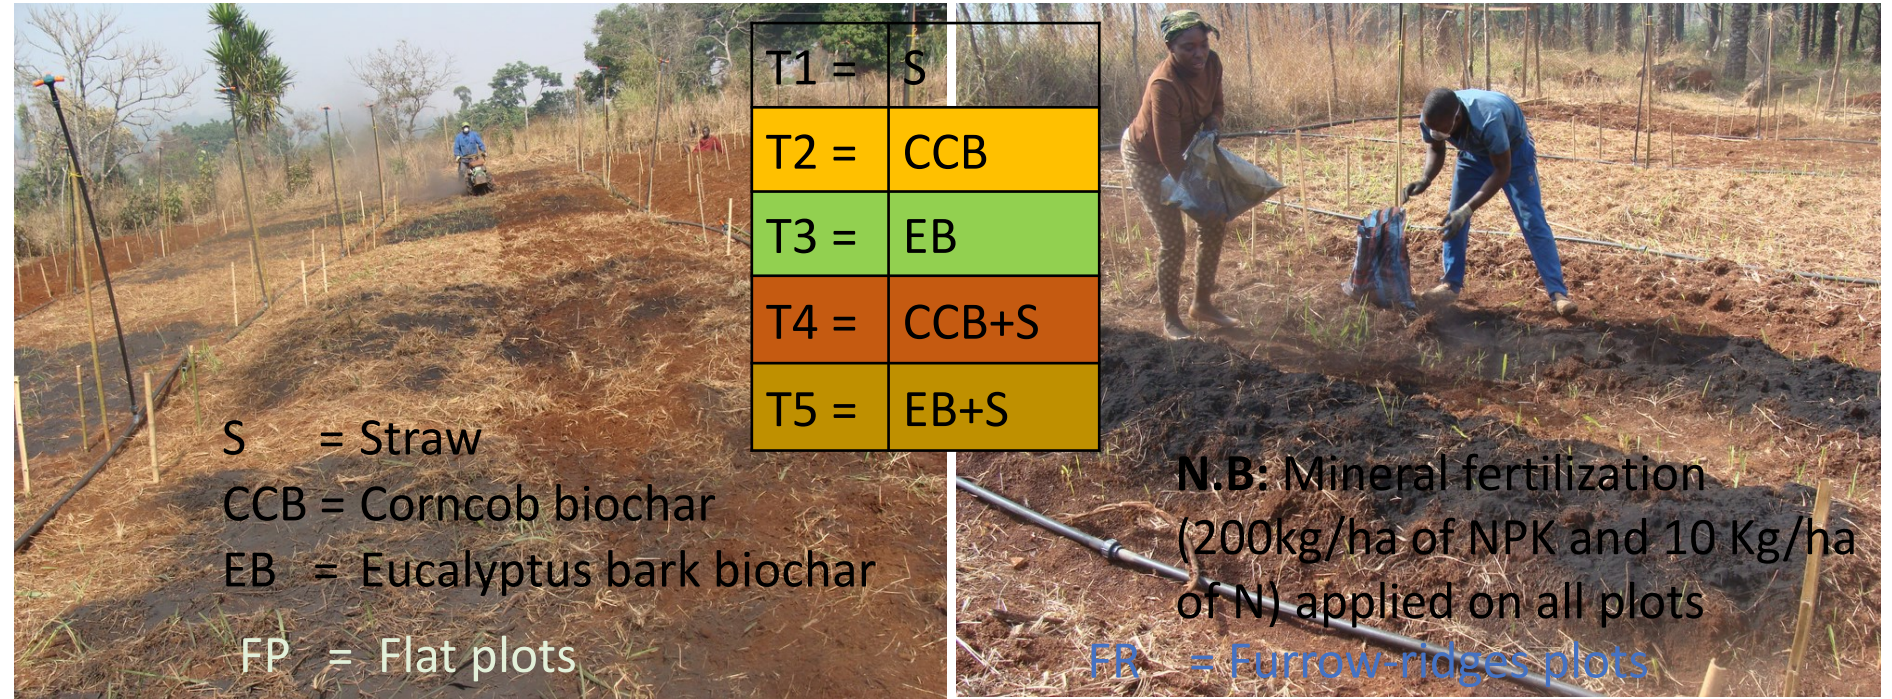 T1 = S
T2 = CCB
T3 = EB
T4 = CCB+S
T5 = EB+S
S = Straw
CCB = Corncob biochar
EB = Eucalyptus bark biochar
FP = Flat plots
N.B: Mineral fertilization
(200kg/ha of NPK and 10 Kg/ha
of N) applied on all plots
FR = Furrow-ridges plots